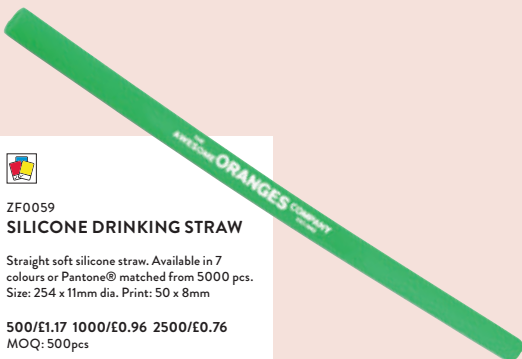 THE
AWESOME ORANGES COMPANY
ZF0059
SILICONE DRINKING STRAW
Straight soft silicone straw. Available in 7
colours or Pantone® matched from 5000 pcs.
Size: 254 x 11mm dia. Print: 50 x 8mm
500/£1.17 1000/£0.96 2500/£0.76
MOQ: 500pcs